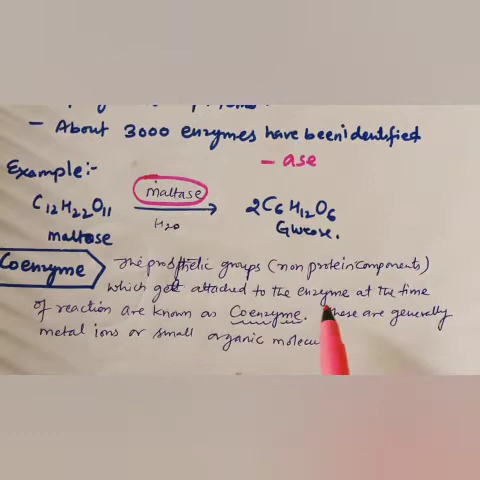 - About 3000 enzymes have been identified
- ase
Example:-
C12H22O11 maltase 2C6H12O6
H2O
maltose Glucose.
Coenzyme The prosthetic groups (non protein components)
which get attached to the enzyme at the time
of reaction are known as Coenzyme. These are generally
metal ions or small organic molecu